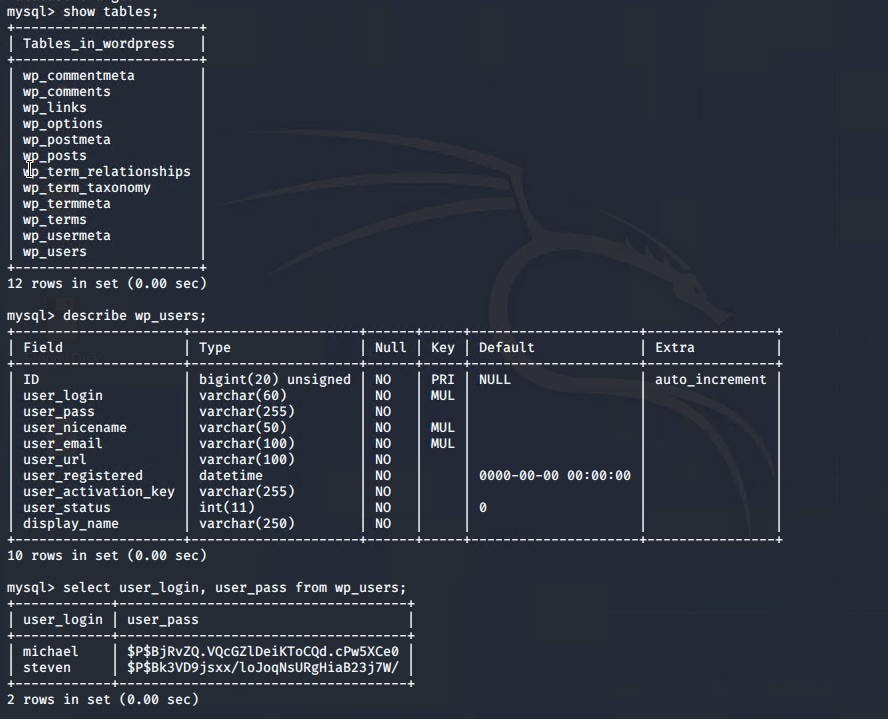 mysql> show tables;
+-----------------------+
| Tables_in_wordpress   |
+-----------------------+
| wp_commentmeta        |
| wp_comments           |
| wp_links              |
| wp_options            |
| wp_postmeta           |
| wp_posts              |
| wp_term_relationships |
| wp_term_taxonomy      |
| wp_termmeta           |
| wp_terms              |
| wp_usermeta           |
| wp_users              |
+-----------------------+
12 rows in set (0.00 sec)
mysql> describe wp_users;
+---------------------+---------------------+------+-----+---------------------+----------------+
| Field               | Type                | Null | Key | Default             | Extra          |
+---------------------+---------------------+------+-----+---------------------+----------------+
| ID                  | bigint(20) unsigned | NO   | PRI | NULL                | auto_increment |
| user_login          | varchar(60)         | NO   | MUL |                     |                |
| user_pass           | varchar(255)        | NO   |     |                     |                |
| user_nicename       | varchar(50)         | NO   | MUL |                     |                |
| user_email          | varchar(100)        | NO   | MUL |                     |                |
| user_url            | varchar(100)        | NO   |     |                     |                |
| user_registered     | datetime            | NO   |     | 0000-00-00 00:00:00 |                |
| user_activation_key | varchar(255)        | NO   |     |                     |                |
| user_status         | int(11)             | NO   |     | 0                   |                |
| display_name        | varchar(250)        | NO   |     |                     |                |
+---------------------+---------------------+------+-----+---------------------+----------------+
10 rows in set (0.00 sec)
mysql> select user_login, user_pass from wp_users;
+------------+------------------------------------+
| user_login | user_pass                          |
+------------+------------------------------------+
| michael    | $P$BjRvZQ.VQcGZlDeiKToCQd.cPw5XCe0 |
| steven     | $P$Bk3VD9jsxx/loJoqNsURgHiaB23j7W/ |
+------------+------------------------------------+
2 rows in set (0.00 sec)